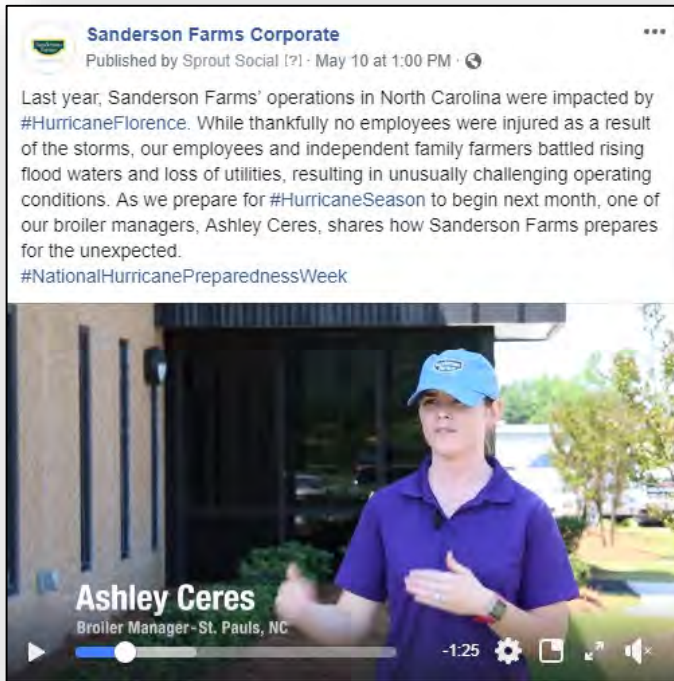 Sanderson Farms Corporate
Published by Sprout Social [?] · May 10 at 1:00 PM ·
Last year, Sanderson Farms' operations in North Carolina were impacted by
#HurricaneFlorence. While thankfully no employees were injured as a result
of the storms, our employees and independent family farmers battled rising
flood waters and loss of utilities, resulting in unusually challenging operating
conditions. As we prepare for #HurricaneSeason to begin next month, one of
our broiler managers, Ashley Ceres, shares how Sanderson Farms prepares
for the unexpected.
#NationalHurricanePreparednessWeek
Ashley Ceres
Broiler Manager-St. Pauls, NC
-1:25